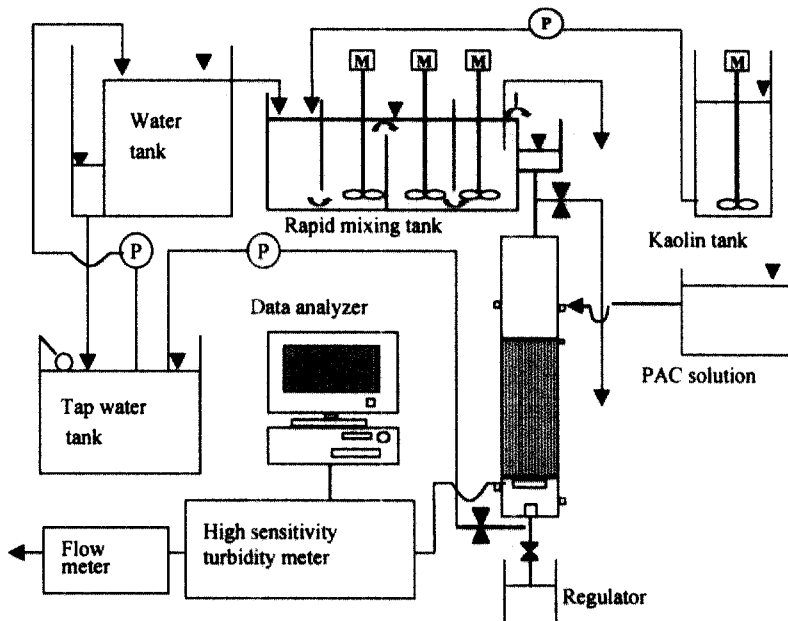 P
M
M
M
M
Water
tank
Rapid mixing tank
Kaolin tank
P
P
Data analyzer
PAC solution
Tap water
tank
High sensitivity
turbidity meter
Flow
meter
Regulator